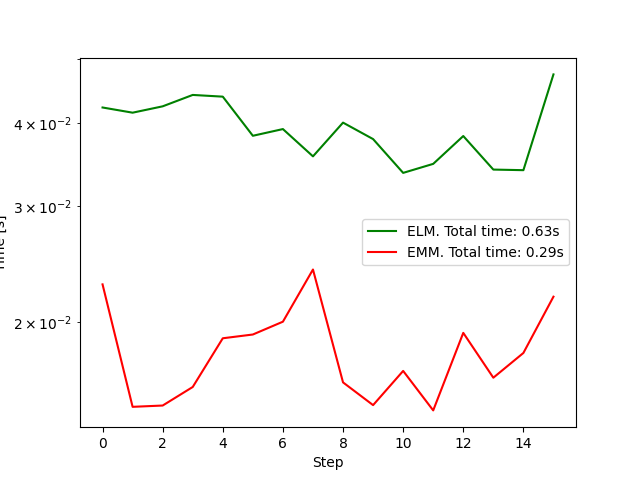 4 × 10⁻²
3 × 10⁻²
2 × 10⁻²
Time [s]
ELM. Total time: 0.63s
EMM. Total time: 0.29s
0 2 4 6 8 10 12 14
Step